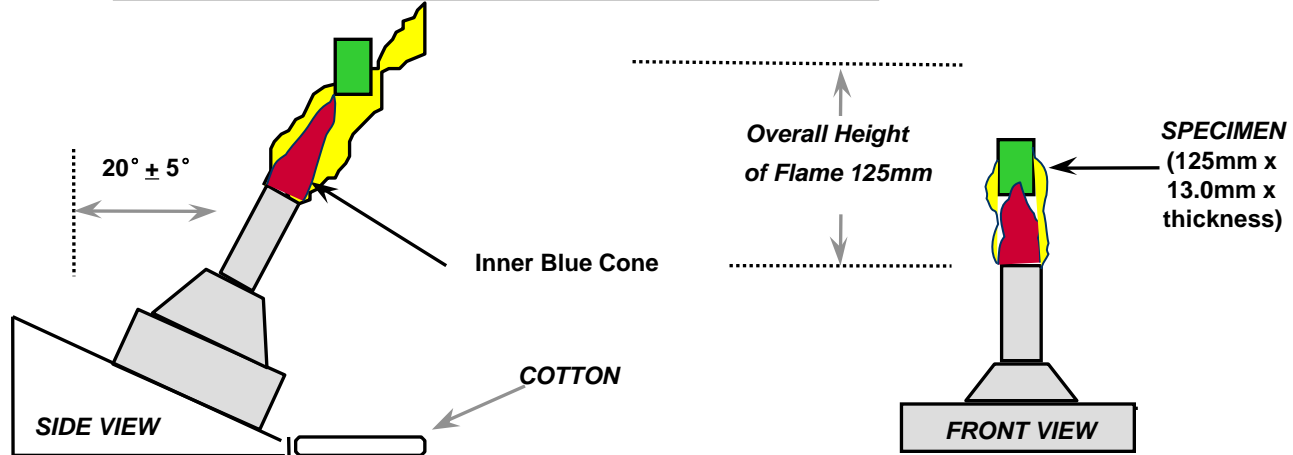 20° ± 5°
Inner Blue Cone
COTTON
SIDE VIEW
Overall Height
of Flame 125mm
SPECIMEN
(125mm x
13.0mm x
thickness)
FRONT VIEW